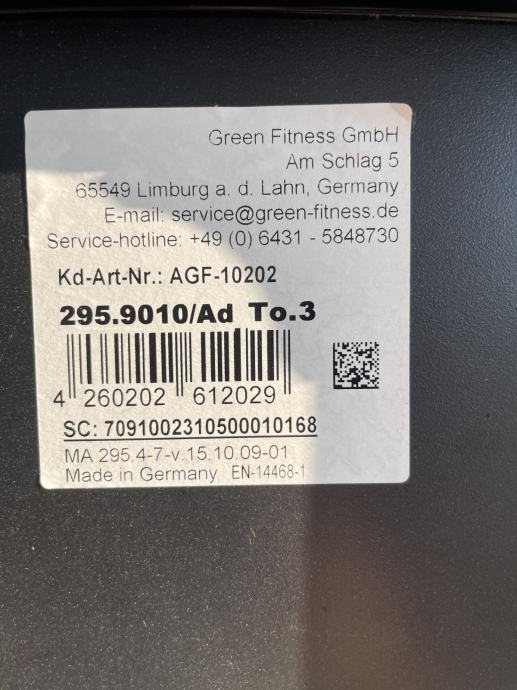 Green Fitness GmbH
Am Schlag 5
65549 Limburg a. d. Lahn, Germany
E-mail: service@green-fitness.de
Service-hotline: +49 (0) 6431 - 5848730
Kd-Art-Nr.: AGF-10202
295.9010/Ad To.3
4 260202 612029
SC: 7091002310500010168
MA 295.4-7-v.15.10.09-01
Made in Germany EN-14468-1